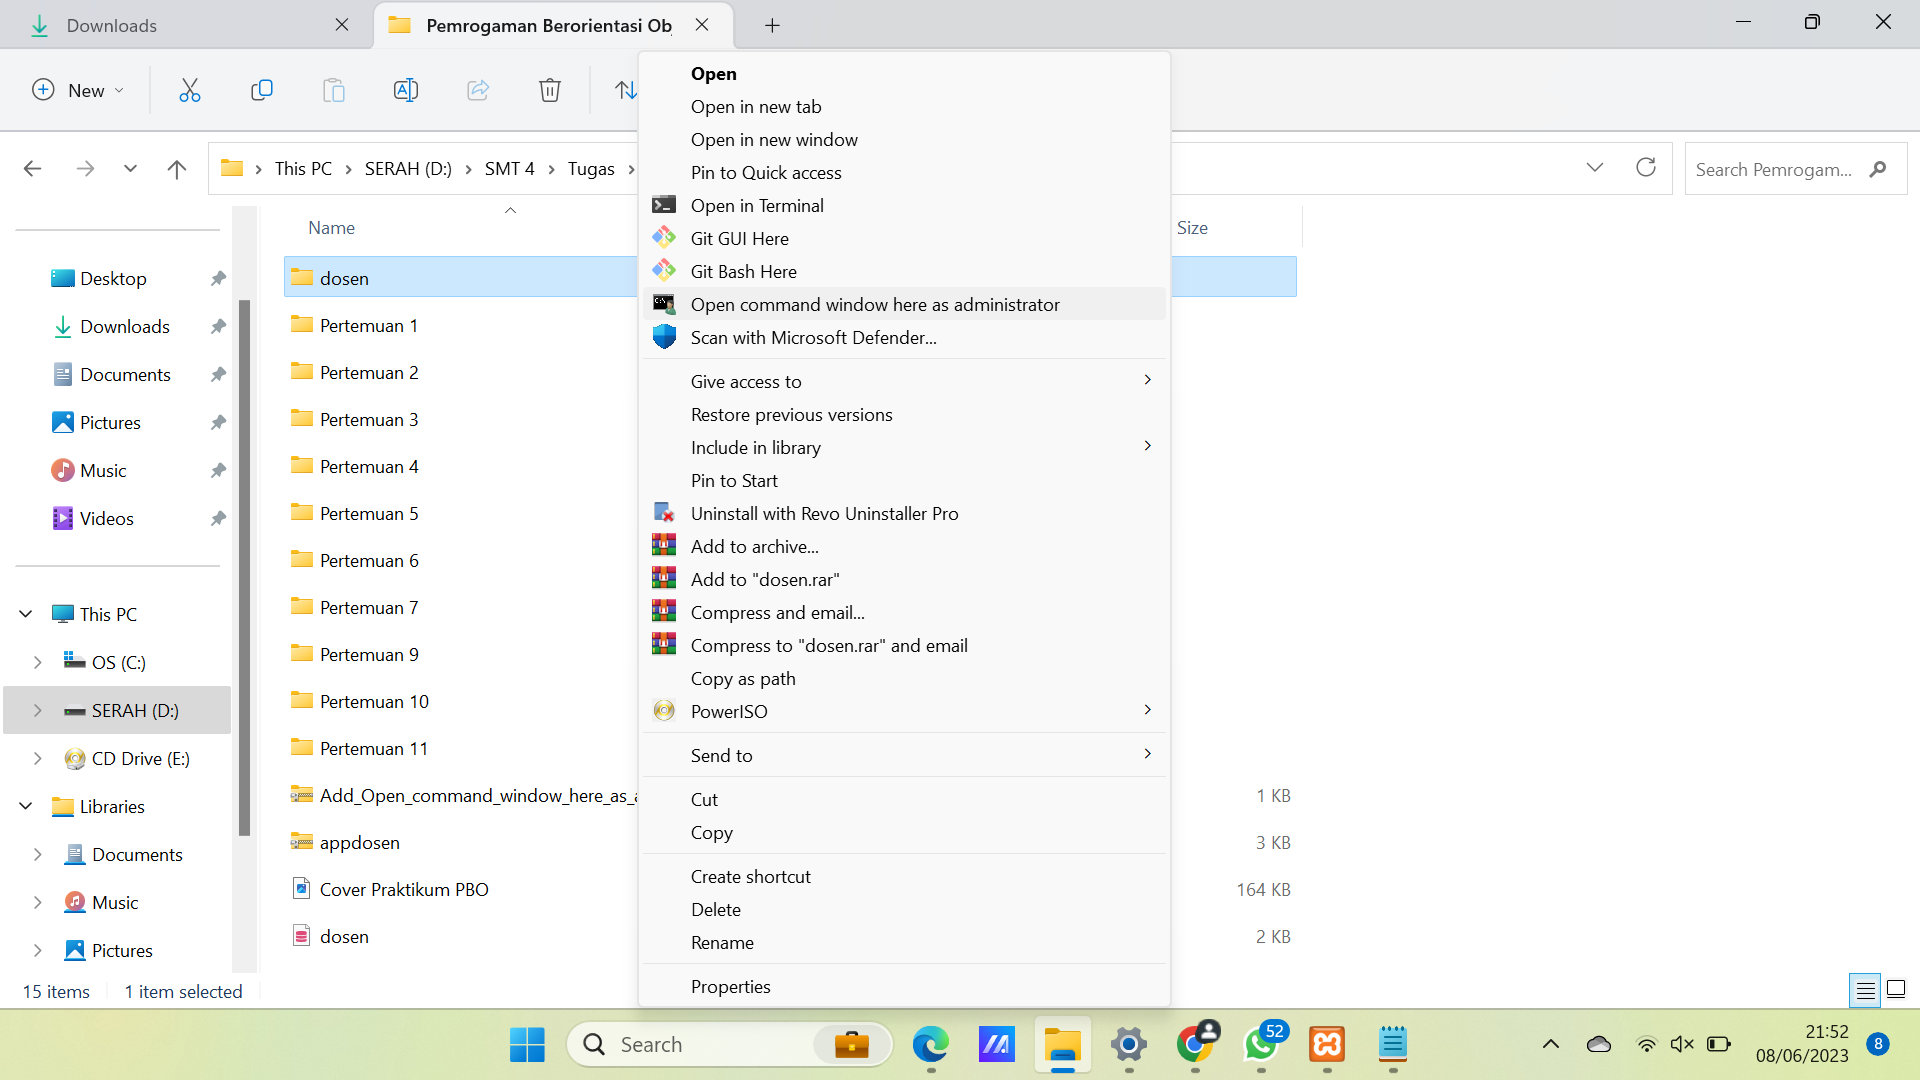 Downloads
Pemrogaman Berorientasi Ob
New
This PC
SERAH (D:)
SMT 4
Tugas
Search Pemrogam...
Name
Size
Desktop
Downloads
Documents
Pictures
Music
Videos
This PC
OS (C:)
SERAH (D:)
CD Drive (E:)
Libraries
Documents
Music
Pictures
dosen
Pertemuan 1
Pertemuan 2
Pertemuan 3
Pertemuan 4
Pertemuan 5
Pertemuan 6
Pertemuan 7
Pertemuan 9
Pertemuan 10
Pertemuan 11
Add_Open_command_window_here_as_a
1 KB
appdosen
3 KB
Cover Praktikum PBO
164 KB
dosen
2 KB
Open
Open in new tab
Open in new window
Pin to Quick access
Open in Terminal
Git GUI Here
Git Bash Here
Open command window here as administrator
Scan with Microsoft Defender...
Give access to
Restore previous versions
Include in library
Pin to Start
Uninstall with Revo Uninstaller Pro
Add to archive...
Add to "dosen.rar"
Compress and email...
Compress to "dosen.rar" and email
Copy as path
PowerISO
Send to
Cut
Copy
Create shortcut
Delete
Rename
Properties
15 items
1 item selected
Search
52
21:52
08/06/2023
8